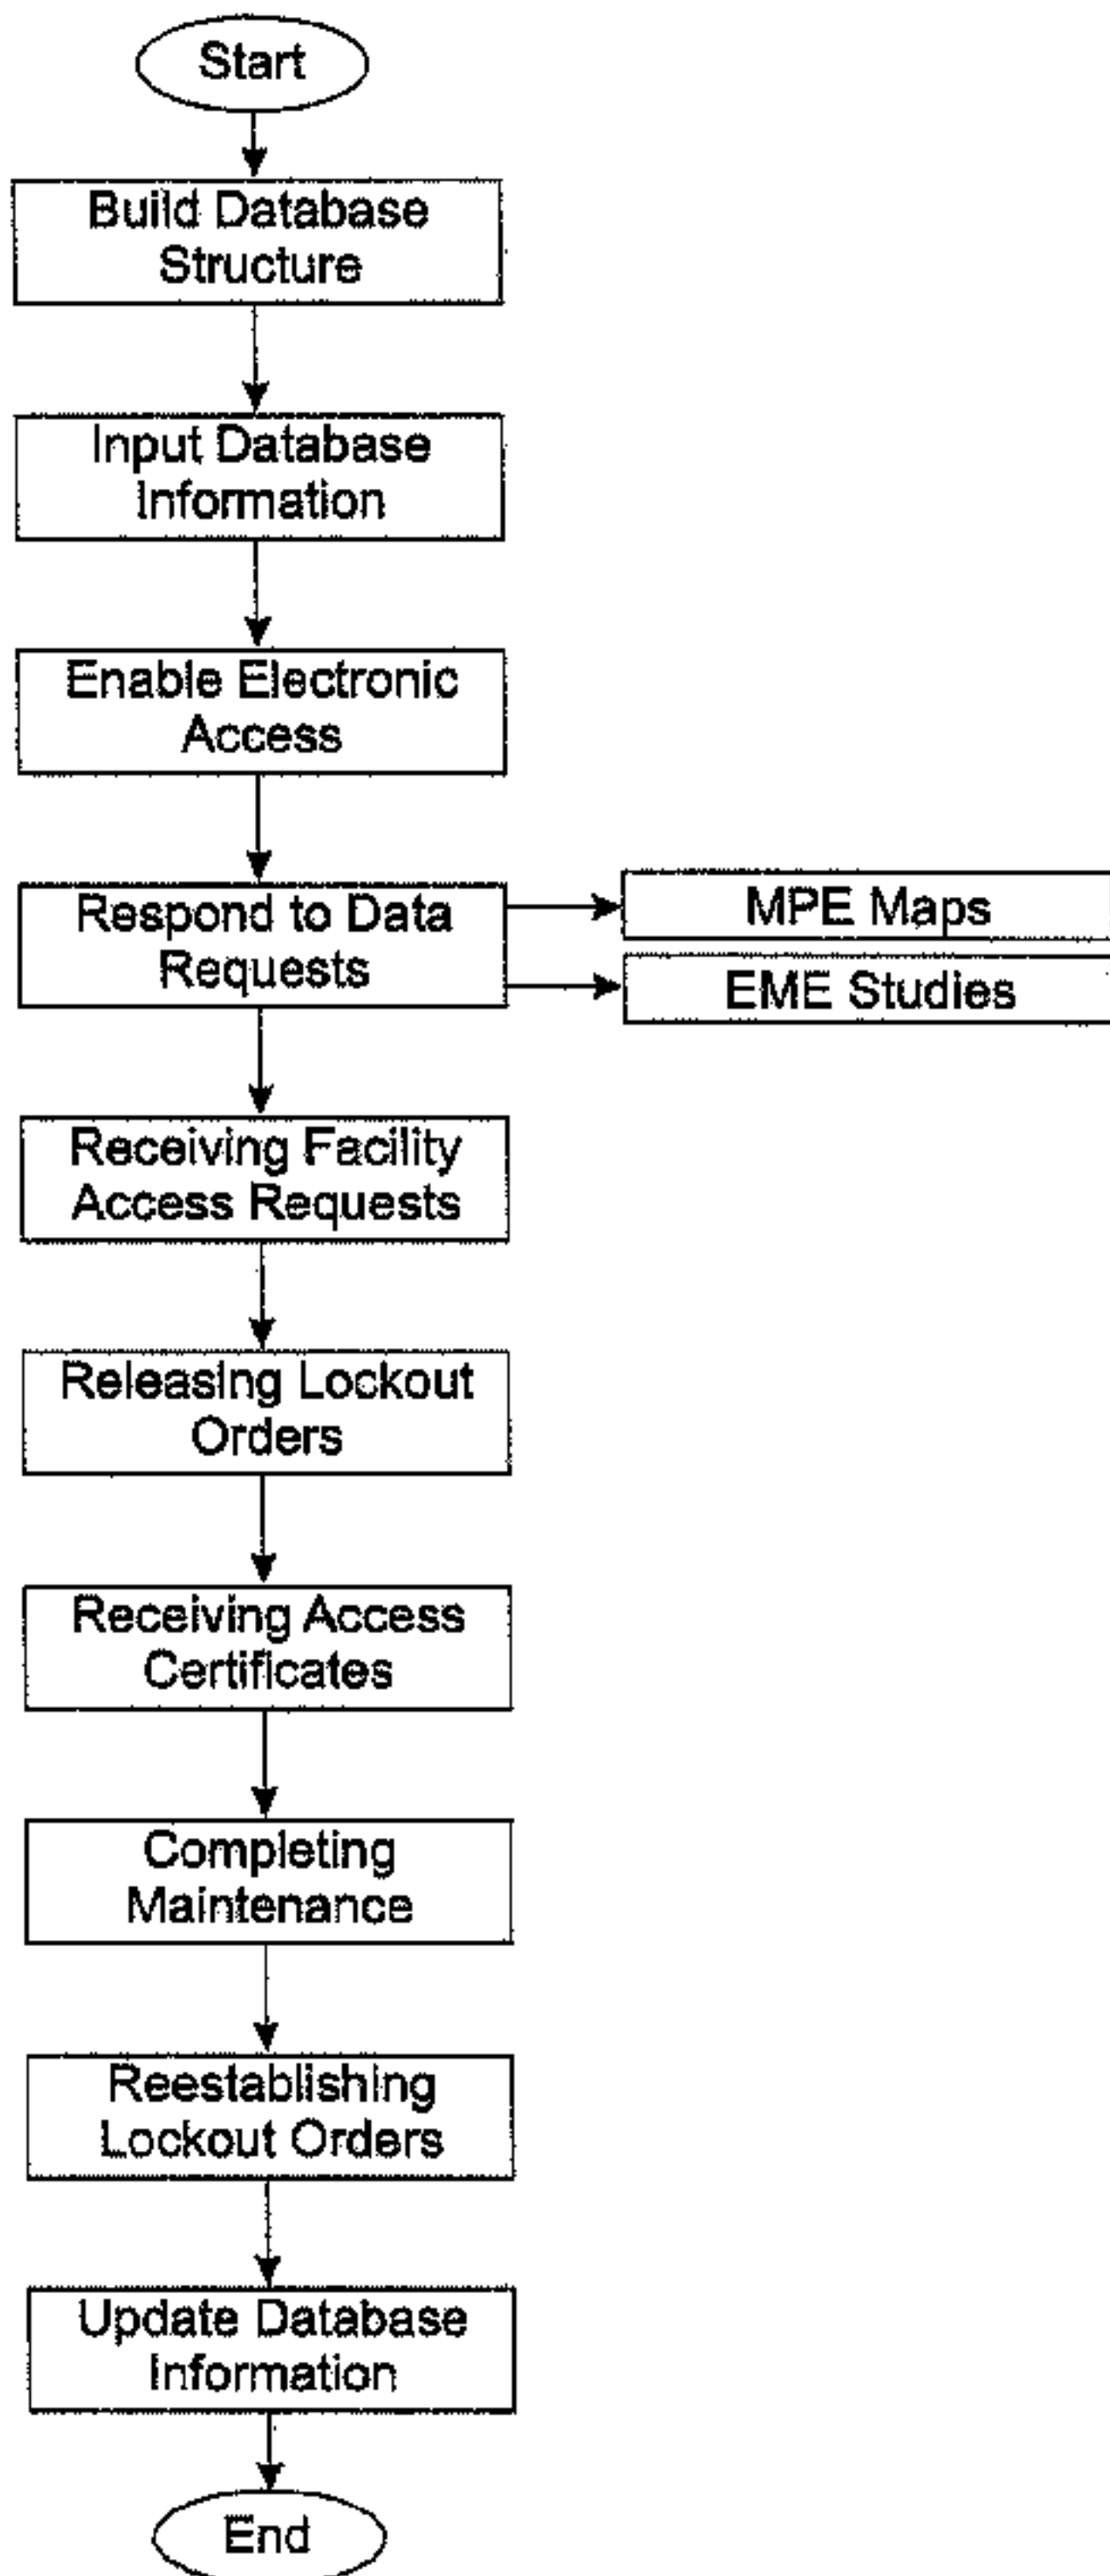 Start
Build Database
Structure
Input Database
Information
Enable Electronic
Access
Respond to Data
Requests
MPE Maps
EME Studies
Receiving Facility
Access Requests
Releasing Lockout
Orders
Receiving Access
Certificates
Completing
Maintenance
Reestablishing
Lockout Orders
Update Database
Information
End